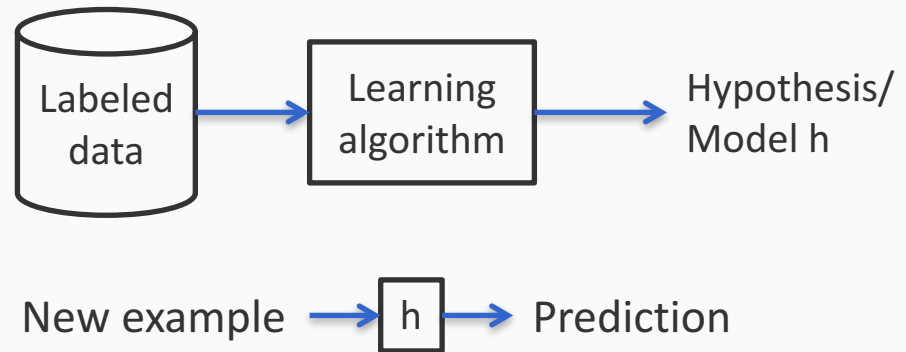 Labeled
data
Learning
algorithm
Hypothesis/
Model h
New example
h
Prediction